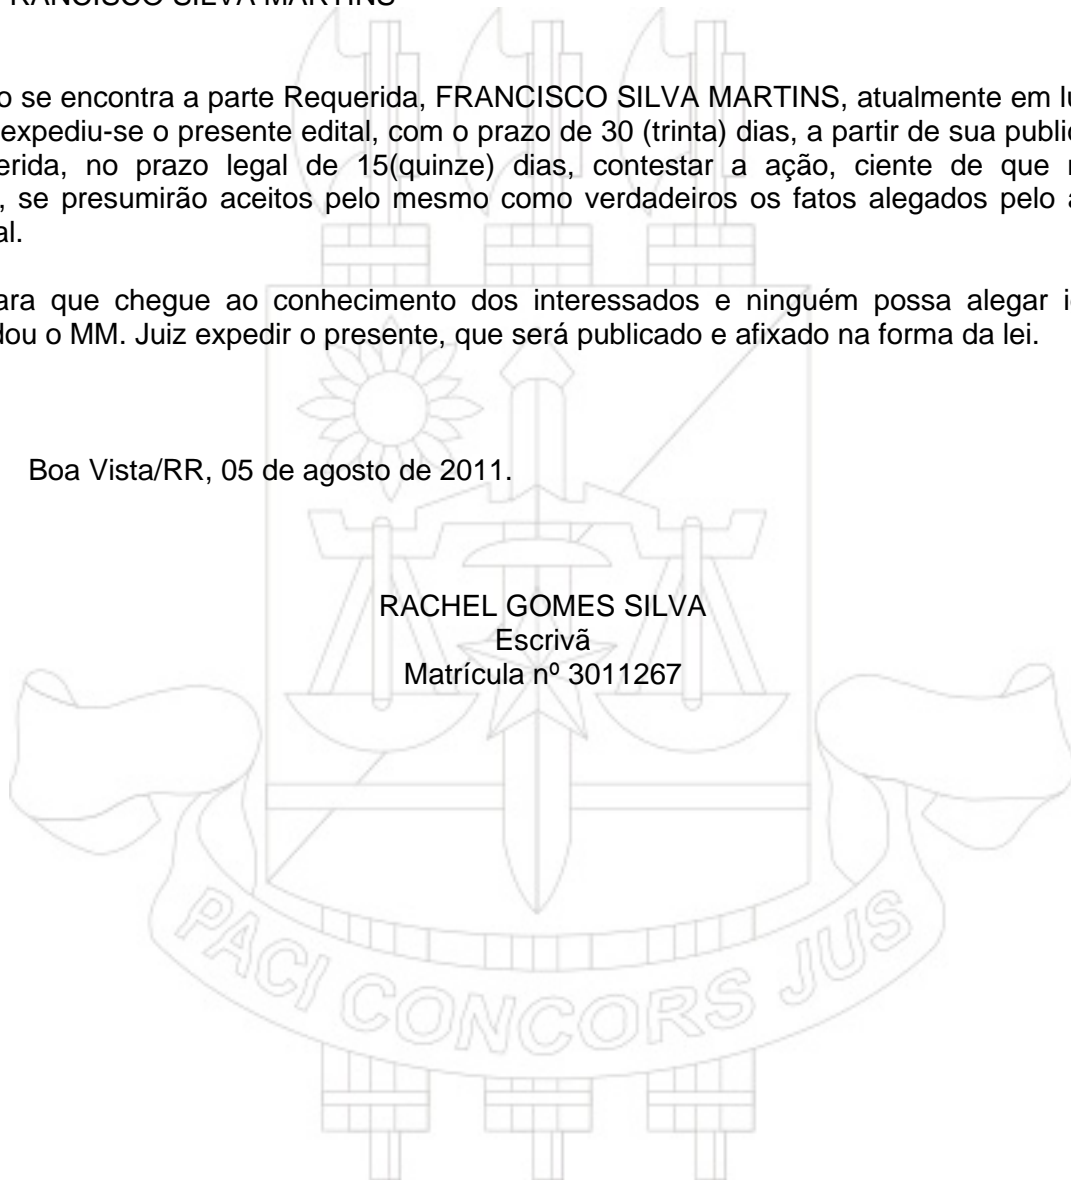 RANCISCO SILVA MARTINS
o se encontra a parte Requerida, FRANCISCO SILVA MARTINS, atualmente em lu
expediu-se o presente edital, com o prazo de 30 (trinta) dias, a partir de sua public
erida, no prazo legal de 15(quinze) dias, contestar a ação, ciente de que
, se presumirão aceitos pelo mesmo como verdadeiros os fatos alegados pelo a
al.
ara que chegue ao conhecimento dos interessados e ninguém possa alegar
dou o MM. Juiz expedir o presente, que será publicado e afixado na forma da lei.
Boa Vista/RR, 05 de agosto de 2011.
RACHEL GOMES SILVA
Escrivã
Matrícula nº 3011267
PACI CONCORS JUS